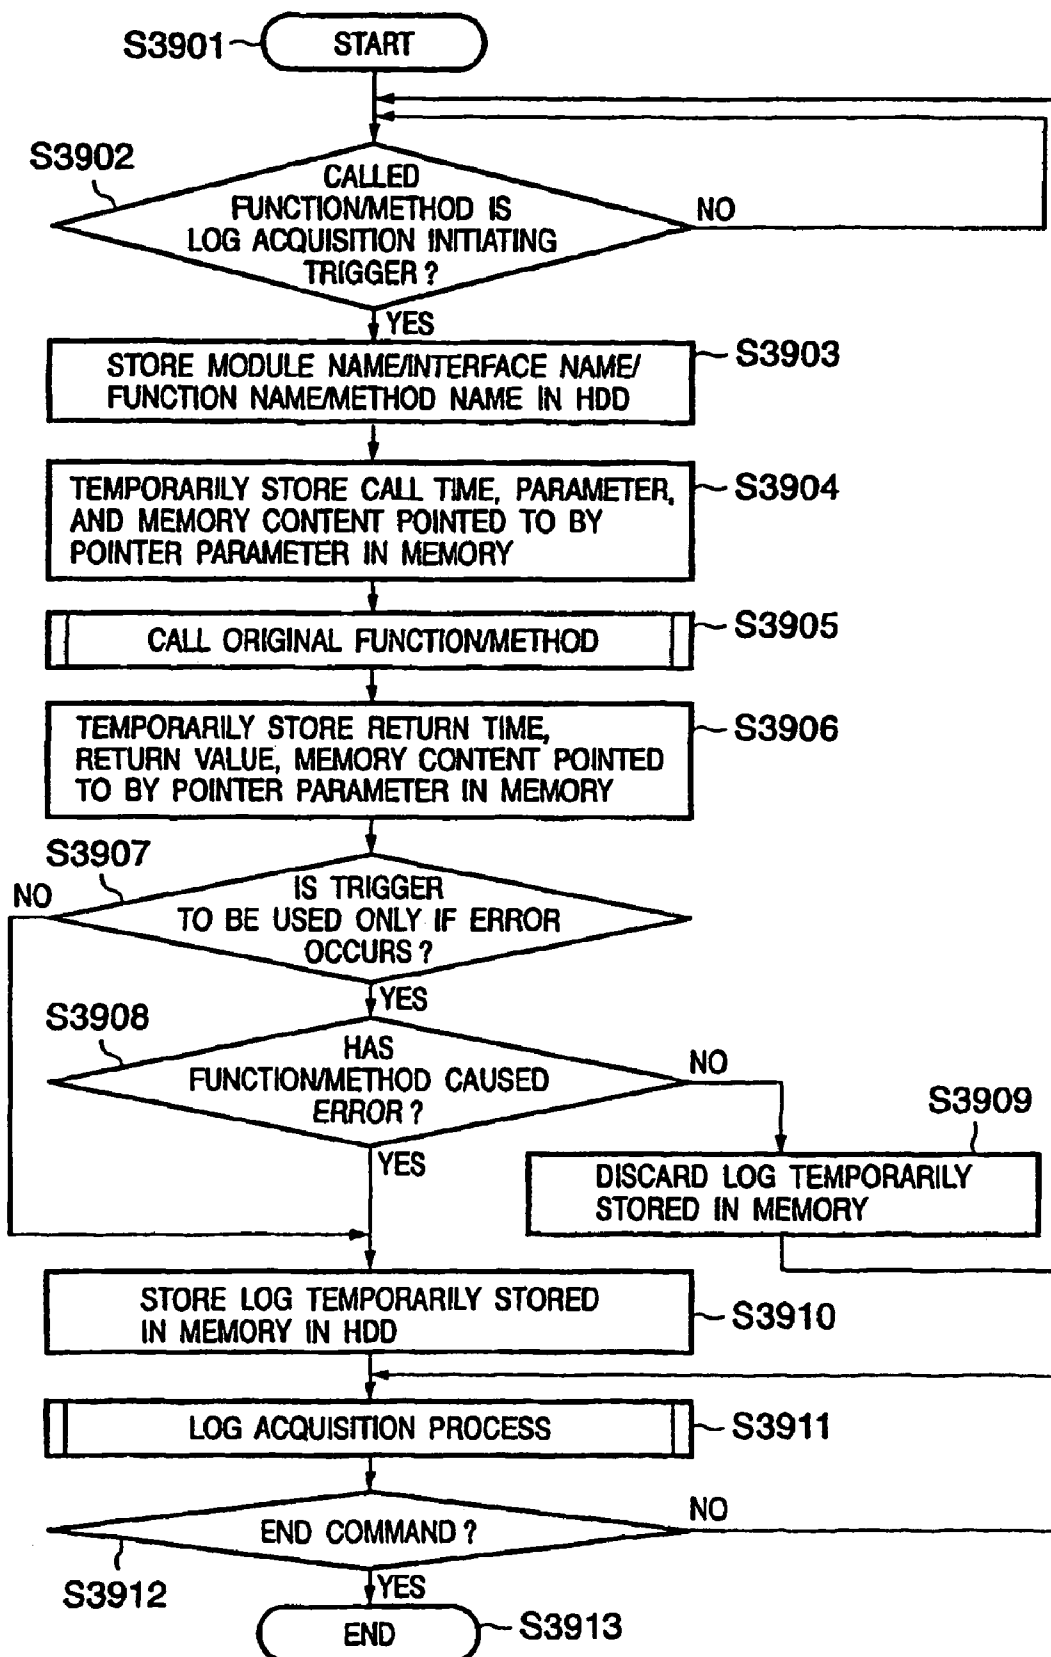 S3901
START
S3902
CALLED
FUNCTION/METHOD IS
LOG ACQUISITION INITIATING
TRIGGER ?
NO
YES
STORE MODULE NAME/INTERFACE NAME/
FUNCTION NAME/METHOD NAME IN HDD
S3903
TEMPORARILY STORE CALL TIME, PARAMETER,
AND MEMORY CONTENT POINTED TO BY
POINTER PARAMETER IN MEMORY
S3904
CALL ORIGINAL FUNCTION/METHOD
S3905
TEMPORARILY STORE RETURN TIME,
RETURN VALUE, MEMORY CONTENT POINTED
TO BY POINTER PARAMETER IN MEMORY
S3906
S3907
NO
IS TRIGGER
TO BE USED ONLY IF ERROR
OCCURS ?
YES
S3908
HAS
FUNCTION/METHOD CAUSED
ERROR ?
NO
YES
S3909
DISCARD LOG TEMPORARILY
STORED IN MEMORY
STORE LOG TEMPORARILY STORED
IN MEMORY IN HDD
S3910
LOG ACQUISITION PROCESS
S3911
END COMMAND ?
NO
S3912
YES
END
S3913